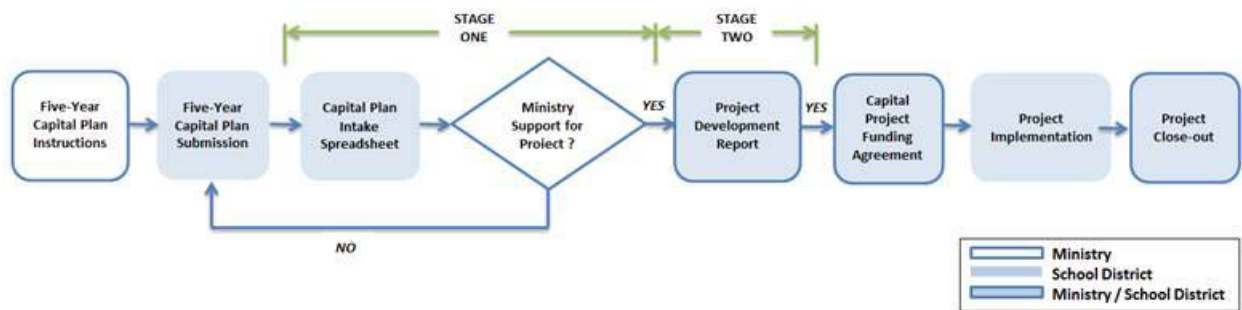 STAGE
ONE
STAGE
TWO
Five-Year
Capital Plan
Instructions
Five-Year
Capital Plan
Submission
Capital Plan
Intake
Spreadsheet
Ministry
Support for
Project ?
YES
Project
Development
Report
YES
Capital
Project
Funding
Agreement
Project
Implementation
Project
Close-out
NO
Ministry
School District
Ministry / School District